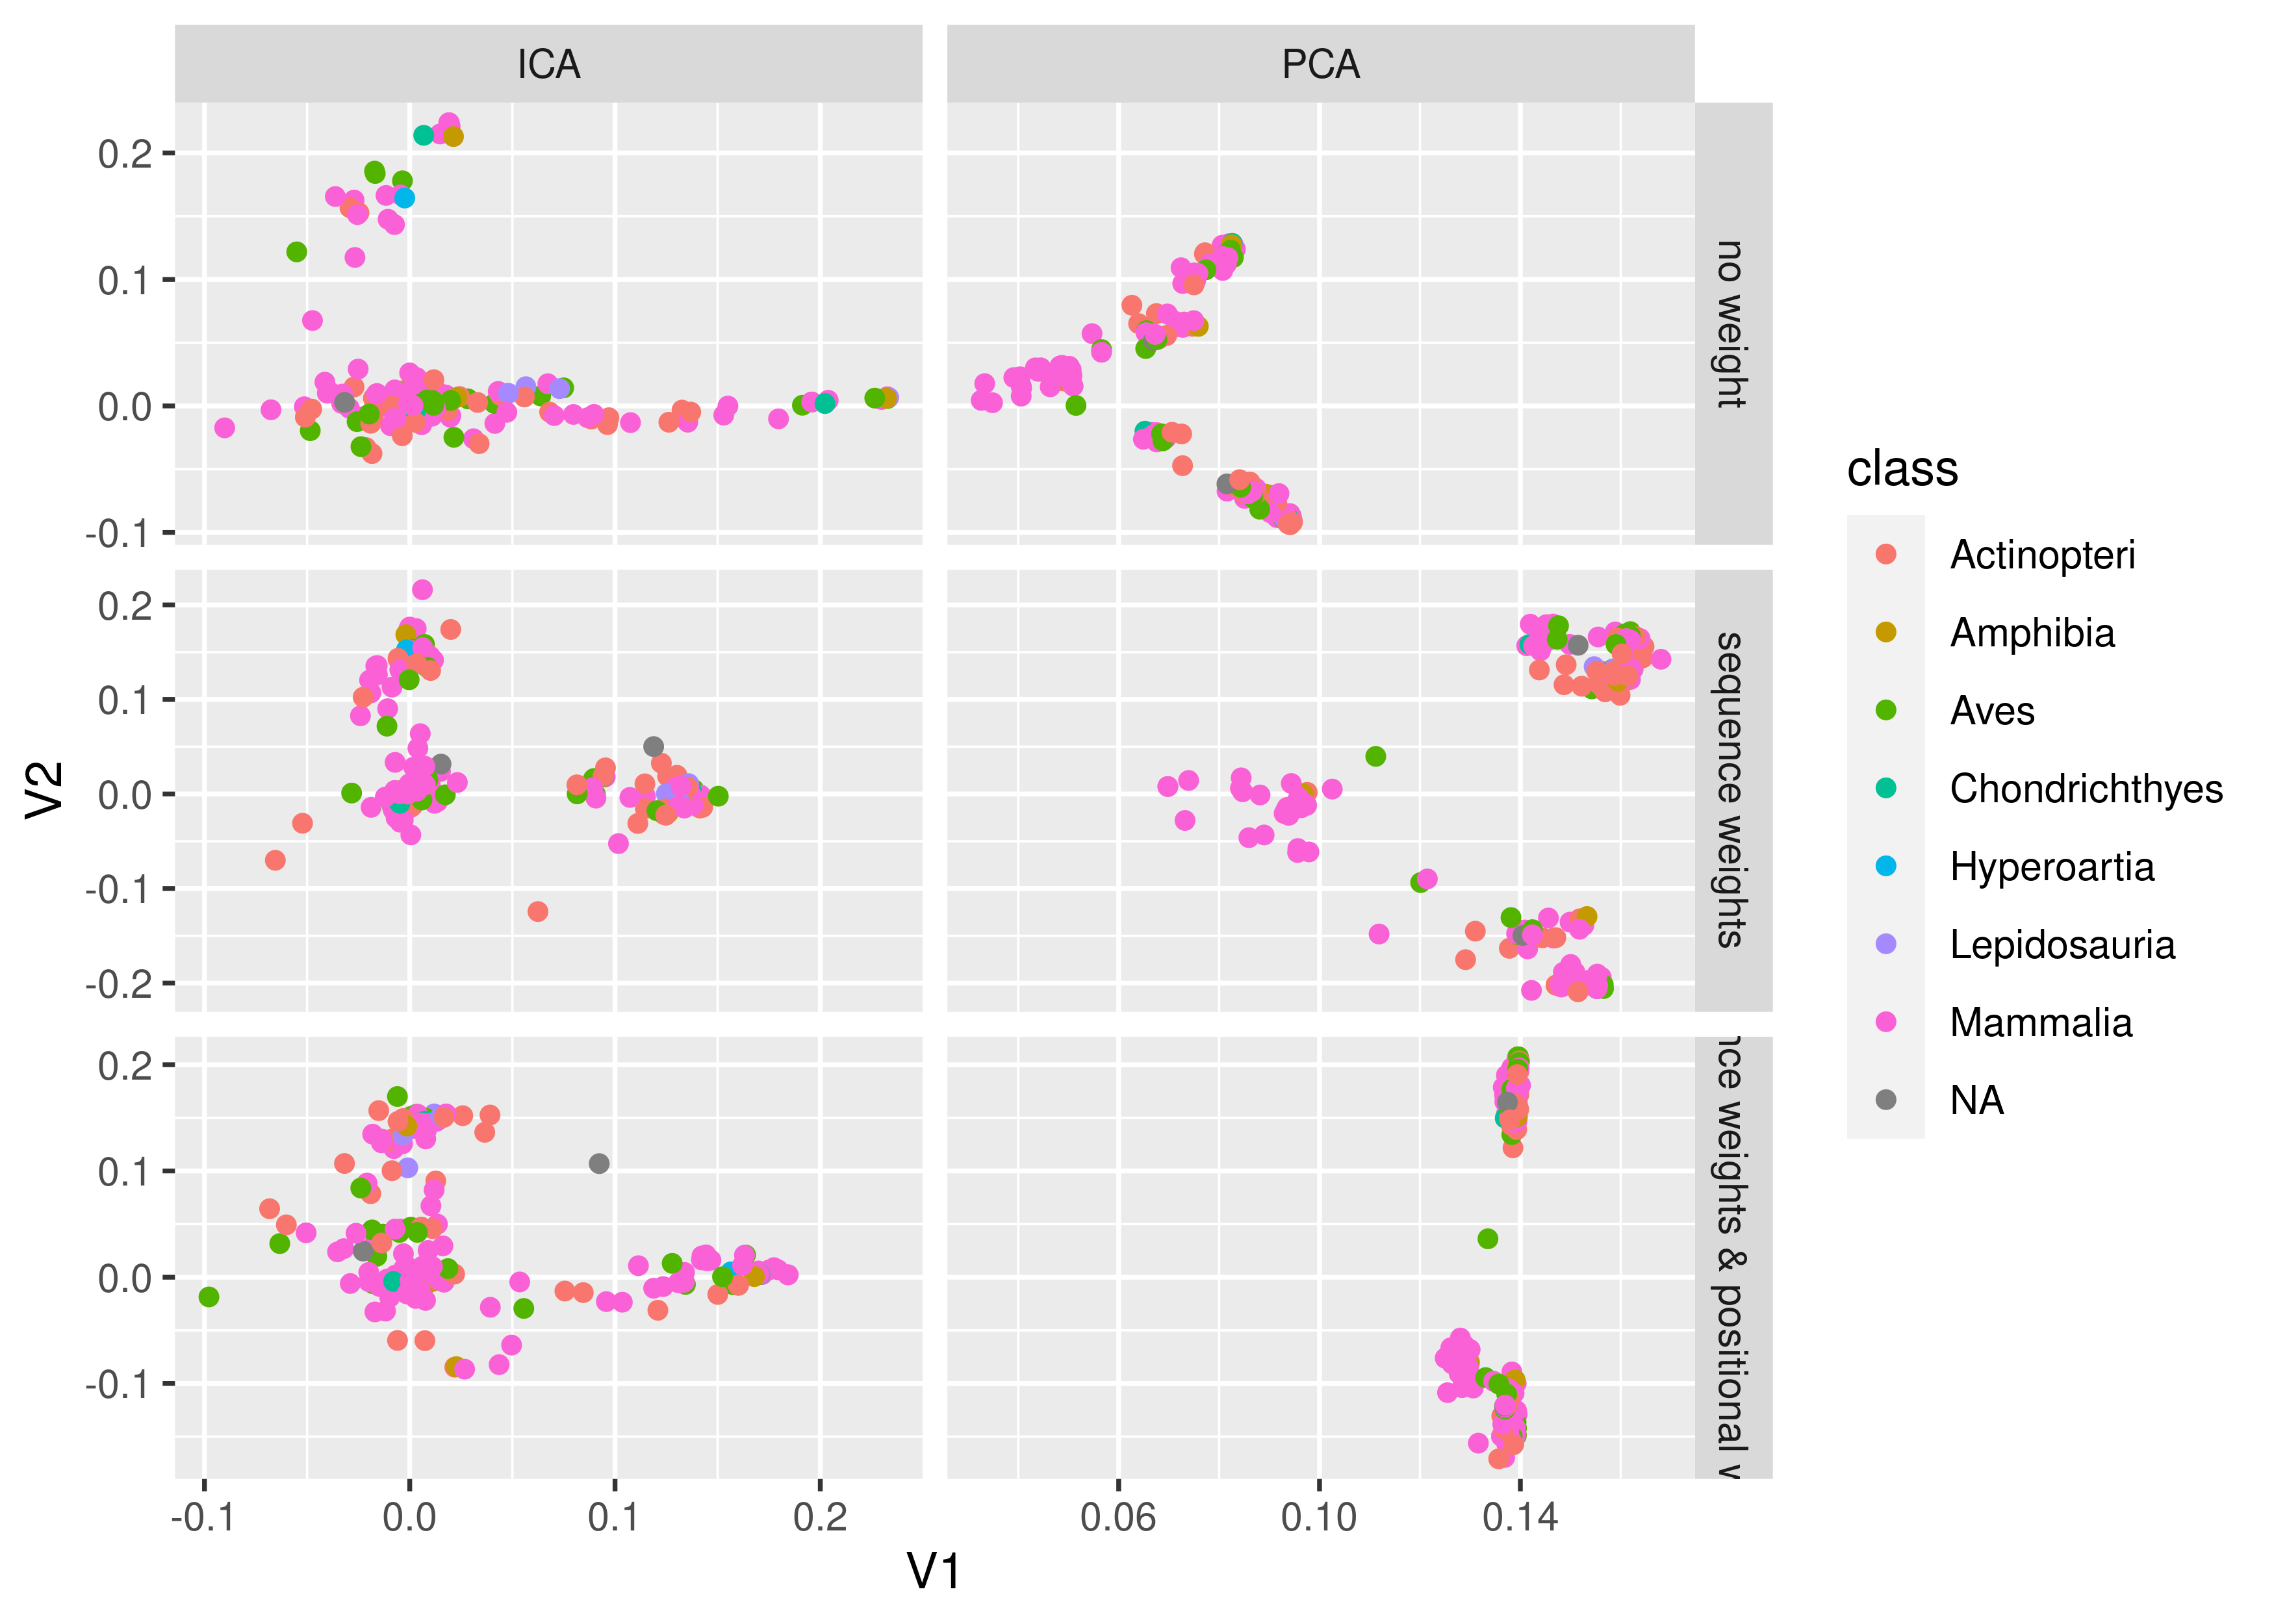 ICA
PCA
0.2
0.1
0.0
-0.1
no weight
0.2
0.1
0.0
-0.1
-0.2
sequence weights
0.2
0.1
0.0
-0.1
weights & positional
-0.1
0.0
0.1
0.2
0.06
0.10
0.14
V1
V2
class
Actinopteri
Amphibia
Aves
Chondrichthyes
Hyperoartia
Lepidosauria
Mammalia
NA